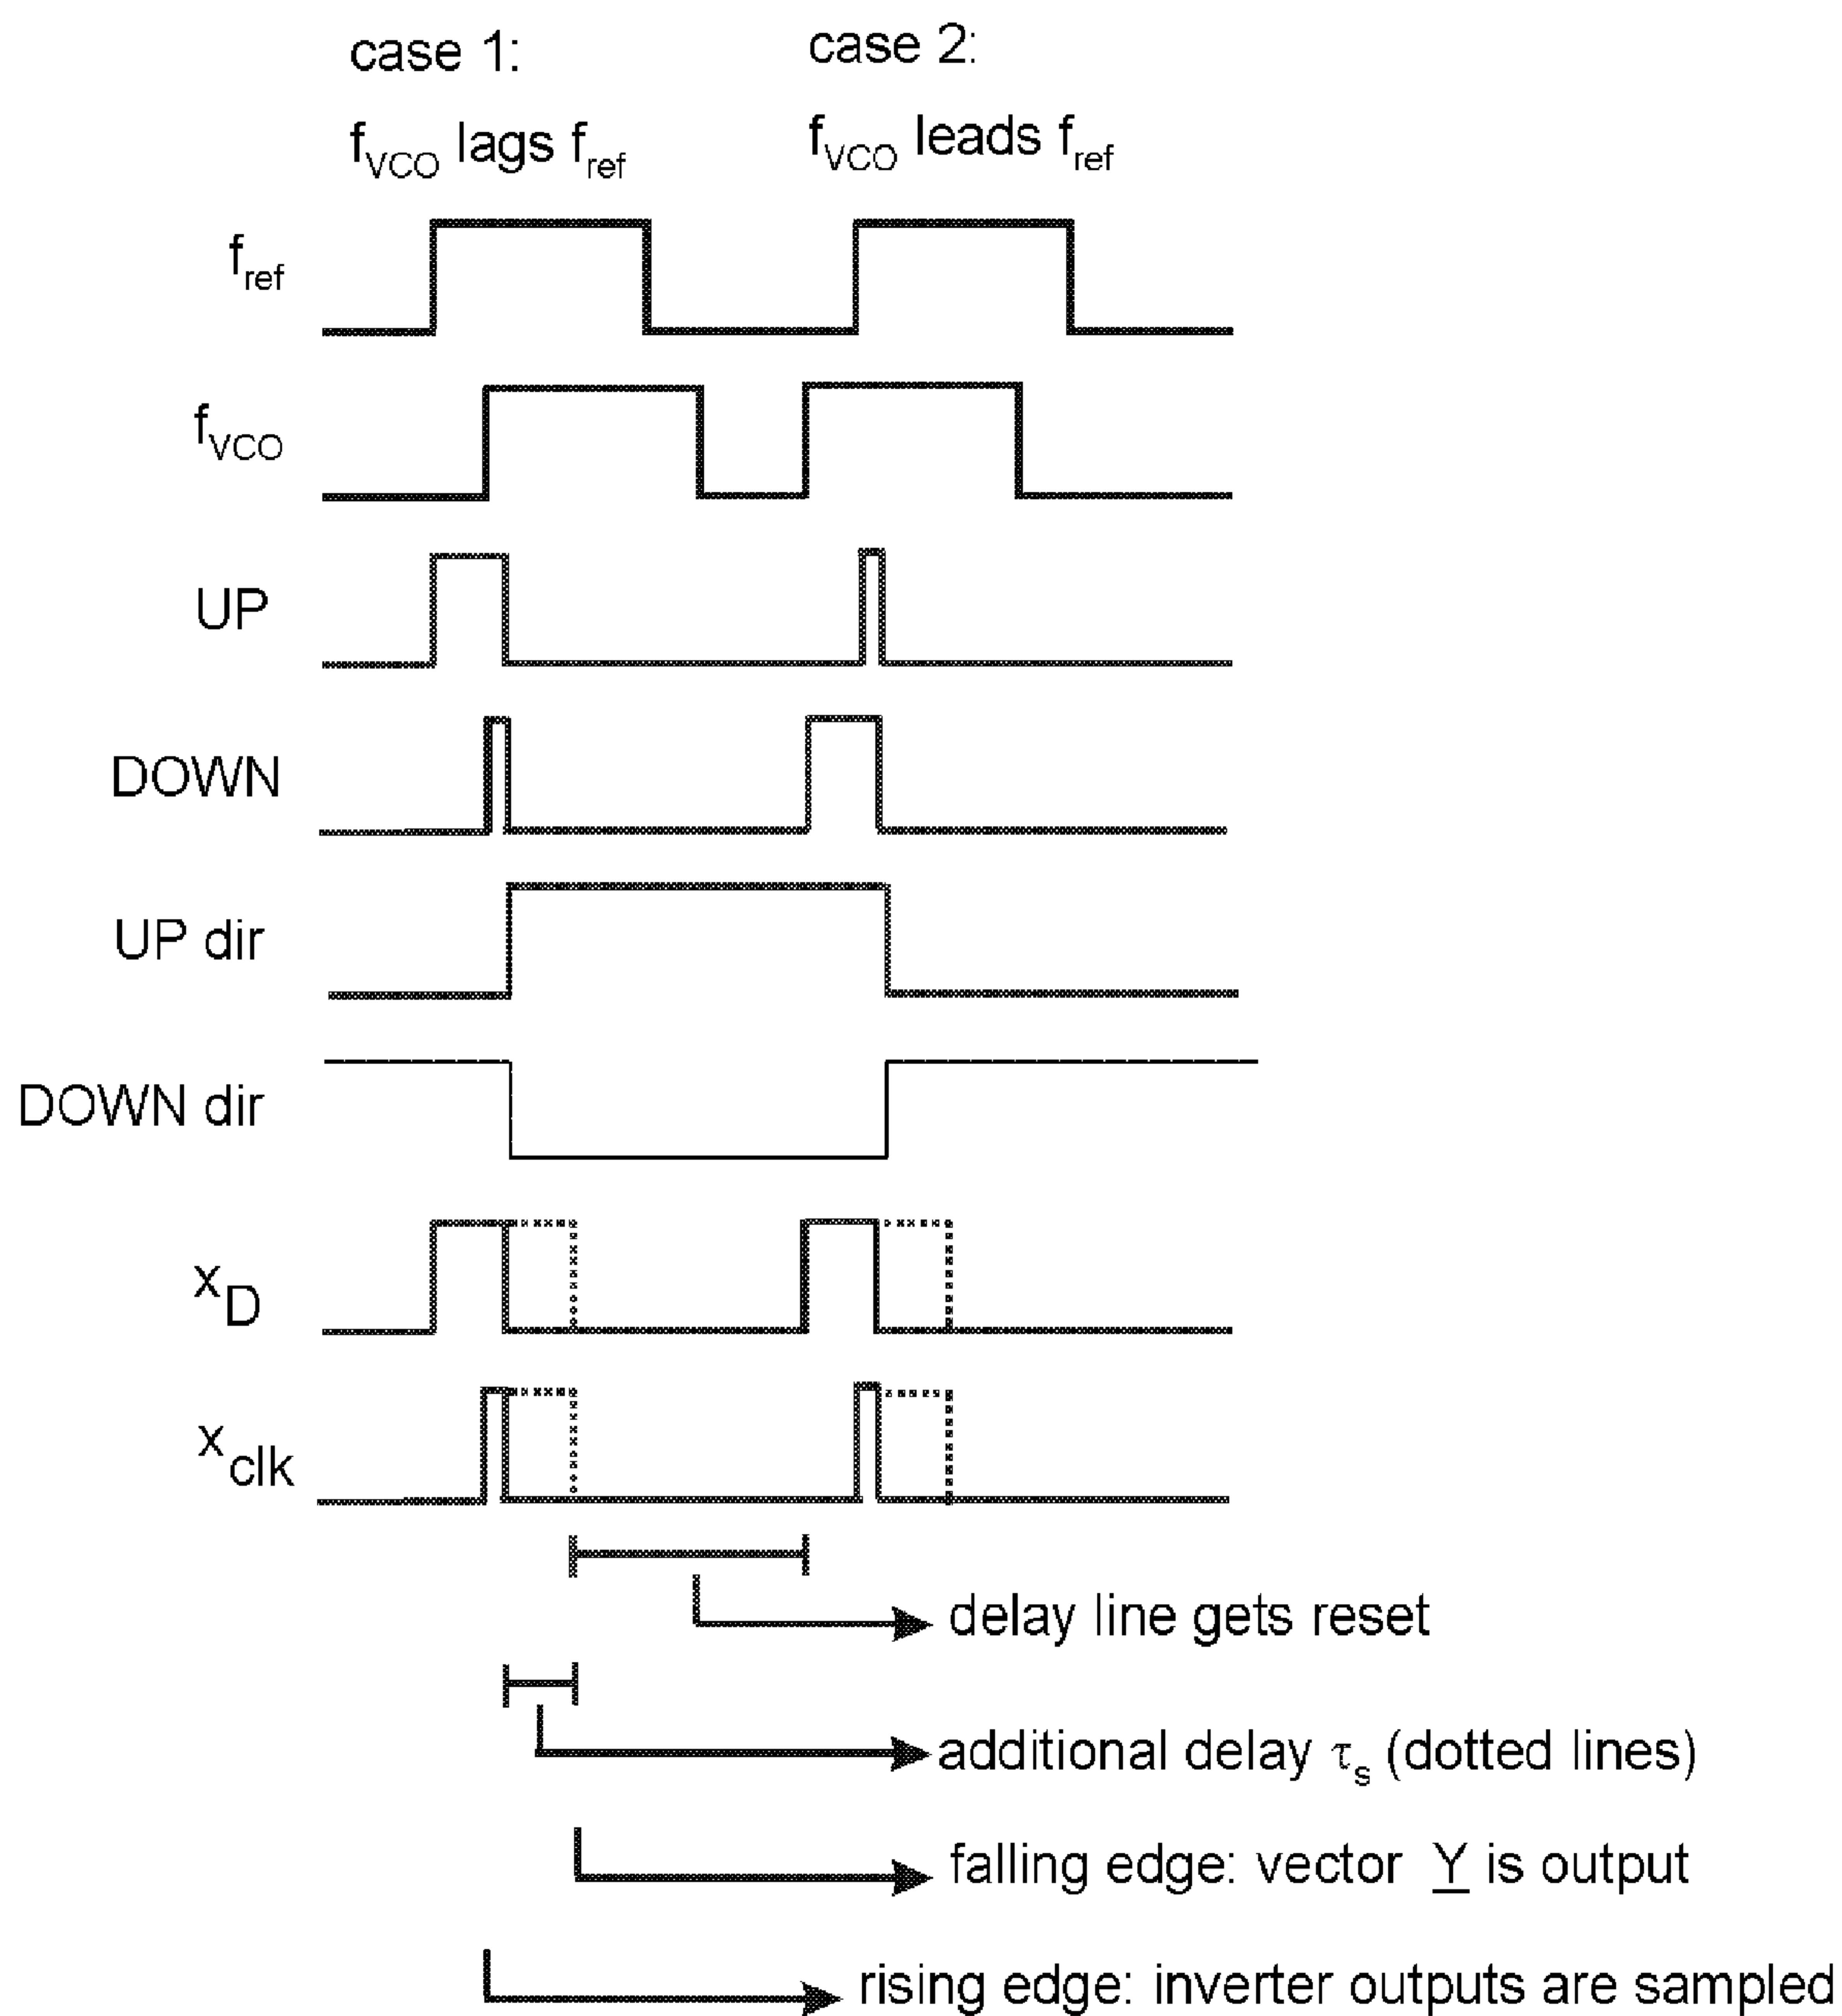 case 1:
case 2:
fVCO lags fref
fVCO leads fref
fref
fVCO
UP
DOWN
UP dir
DOWN dir
xD
xclk
delay line gets reset
additional delay τs (dotted lines)
falling edge: vector Y is output
rising edge: inverter outputs are sampled